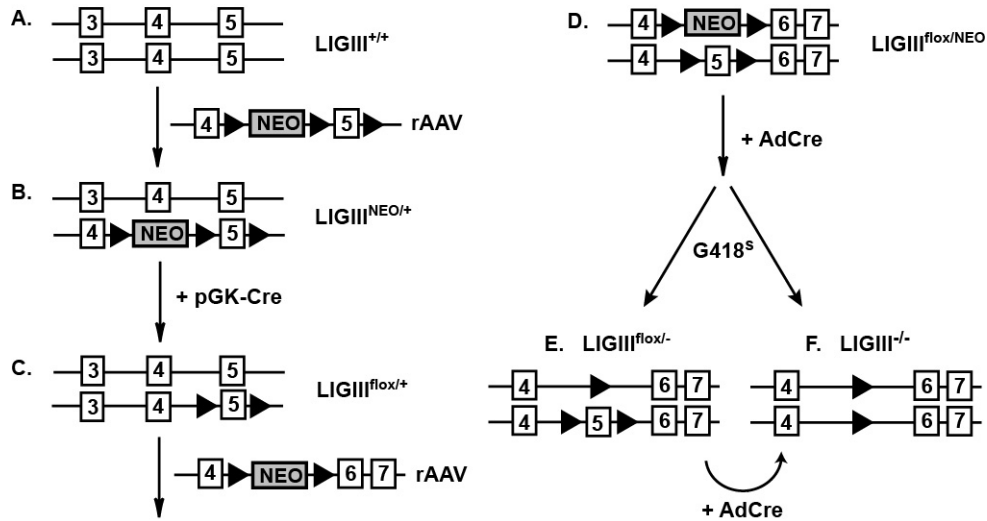 A.
3 4 5
3 4 5
LIGIII+/+
4 NEO 5 rAAV
B.
3 4 5
4 NEO 5
LIGIIINEO/+
+ pGK-Cre
C.
3 4 5
3 4 5
LIGIIIflox/+
4 NEO 6 7 rAAV
D.
4 NEO 6 7
4 5 6 7
LIGIIIflox/NEO
+ AdCre
G418s
E. LIGIIIflox/-
4 6 7
4 5 6 7
F. LIGIII-/-
4 6 7
4 6 7
+ AdCre